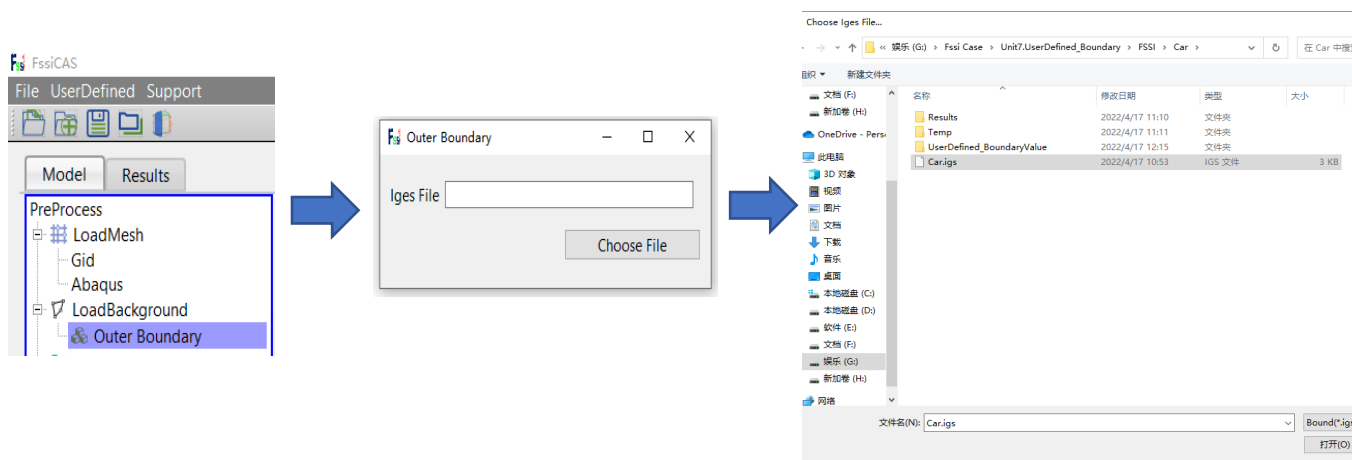 FssiCAS
File UserDefined Support
Model Results
PreProcess
LoadMesh
Gid
Abaqus
LoadBackground
Outer Boundary
Outer Boundary
Iges File
Choose File
Choose Iges File...
« 娱乐 (G:) › Fssi Case › Unit7.UserDefined_Boundary › FSSI › Car ›
在 Car 中搜
组织 新建文件夹
文档 (F:)
新加卷 (H:)
OneDrive - Pers
此电脑
3D 对象
视频
图片
文档
下载
音乐
桌面
本地磁盘 (C:)
本地磁盘 (D:)
软件 (E:)
文档 (F:)
娱乐 (G:)
新加卷 (H:)
网络
名称 修改日期 类型 大小
Results 2022/4/17 11:10 文件夹
Temp 2022/4/17 11:11 文件夹
UserDefined_BoundaryValue 2022/4/17 12:15 文件夹
Car.igs 2022/4/17 10:53 IGS 文件 3 KB
文件名(N): Car.igs
Bound(*.igs
打开(O)